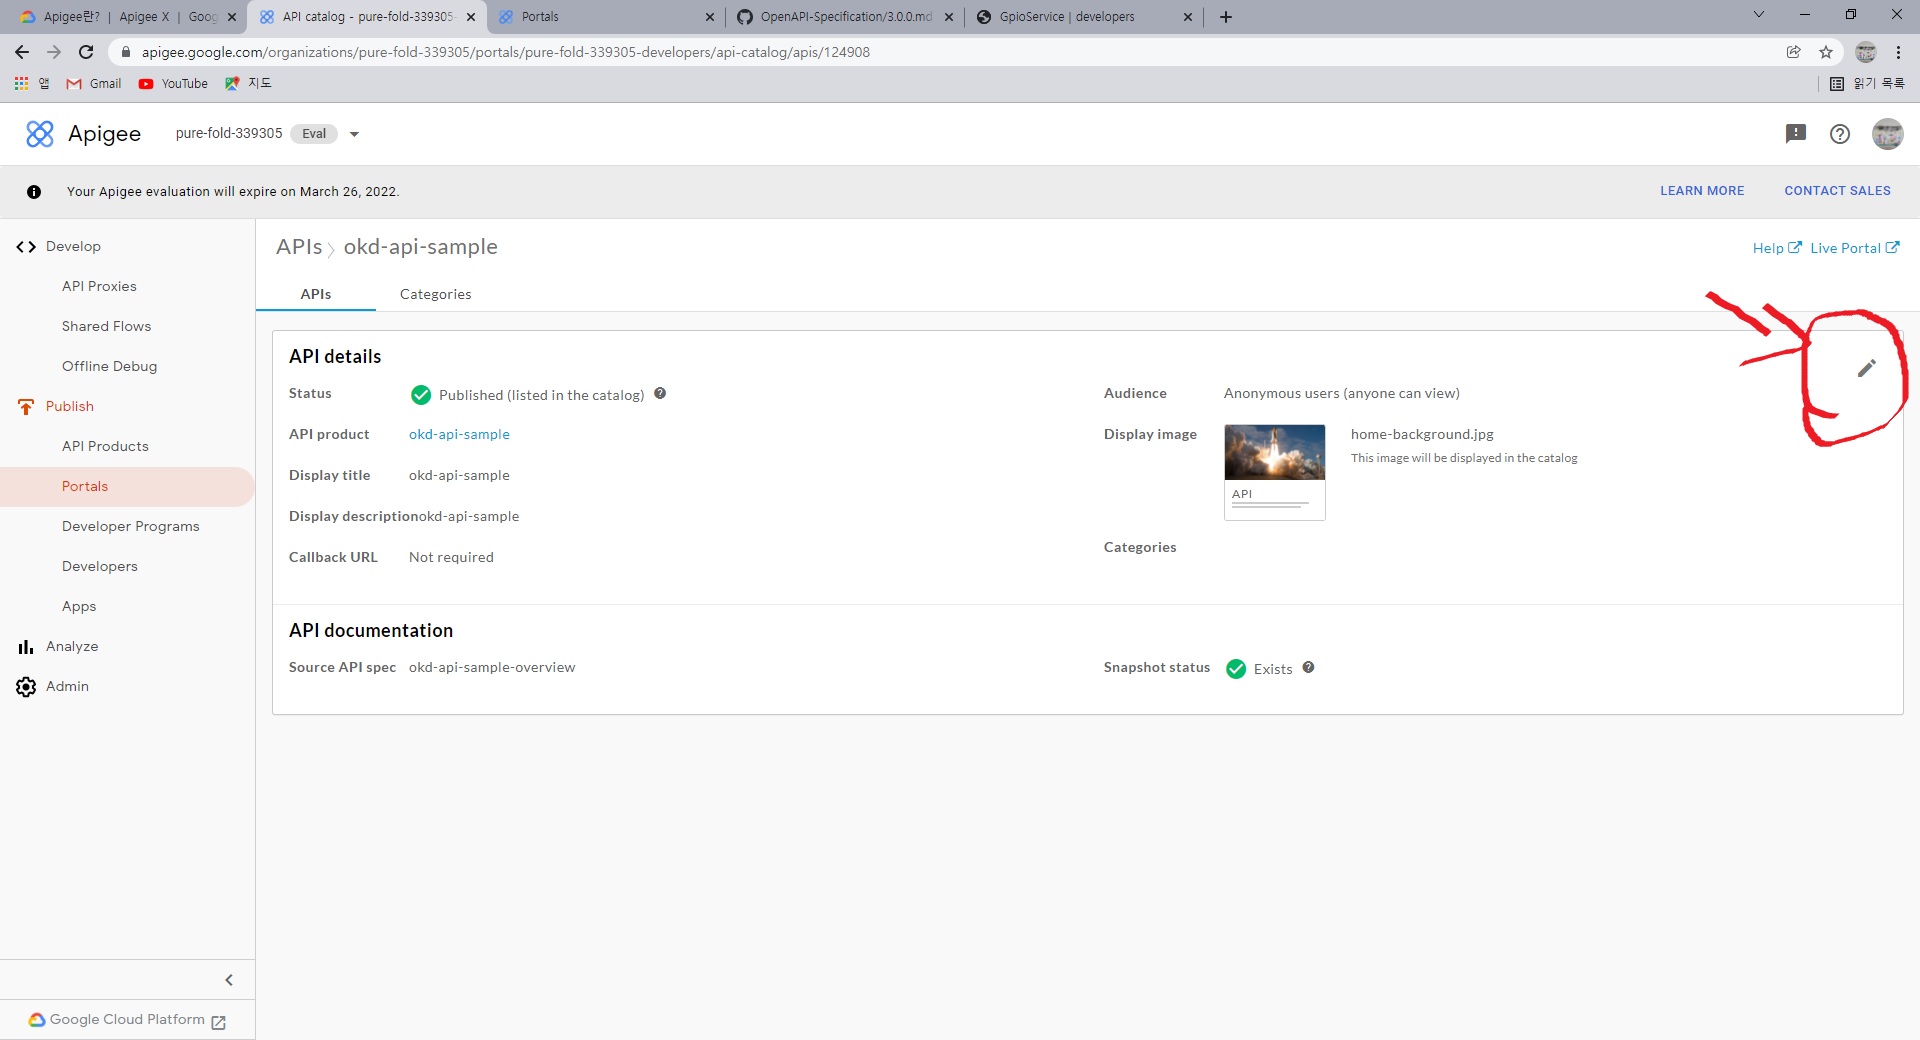 Apigee란? | Apigee X | Goog
API catalog - pure-fold-339305-
Portals
OpenAPI-Specification/3.0.0.md
GpioService | developers
apigee.google.com/organizations/pure-fold-339305/portals/pure-fold-339305-developers/api-catalog/apis/124908
앱
Gmail
YouTube
지도
읽기 목록
Apigee
pure-fold-339305
Eval
Your Apigee evaluation will expire on March 26, 2022.
LEARN MORE
CONTACT SALES
Develop
API Proxies
Shared Flows
Offline Debug
Publish
API Products
Portals
Developer Programs
Developers
Apps
Analyze
Admin
Google Cloud Platform
APIs
okd-api-sample
Help
Live Portal
APIs
Categories
API details
Status
Published (listed in the catalog)
API product
okd-api-sample
Display title
okd-api-sample
Display description
okd-api-sample
Callback URL
Not required
Audience
Anonymous users (anyone can view)
Display image
API
home-background.jpg
This image will be displayed in the catalog
Categories
API documentation
Source API spec
okd-api-sample-overview
Snapshot status
Exists